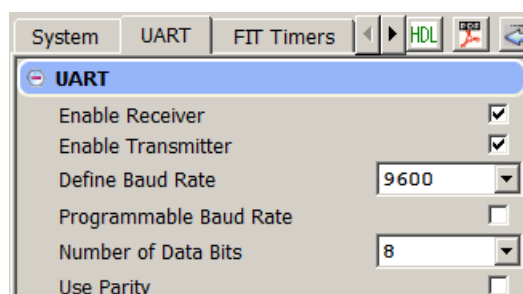 System UART FIT Timers HDL PDF
UART
Enable Receiver
Enable Transmitter
Define Baud Rate 9600
Programmable Baud Rate
Number of Data Bits 8
Use Parity